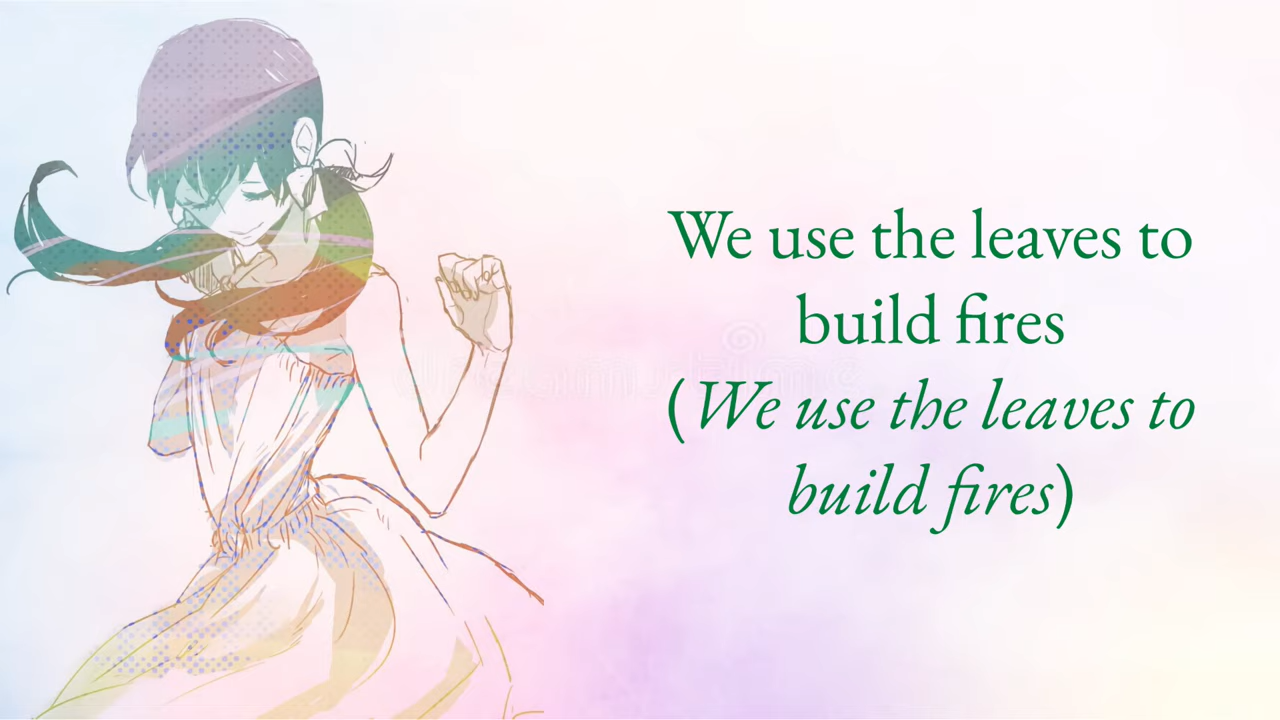 We use the leaves to
build fires
(We use the leaves to
build fires)